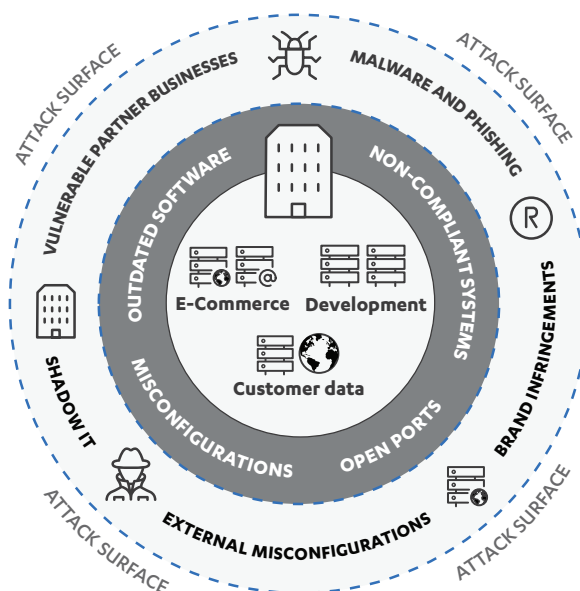 ATTACK SURFACE
ATTACK SURFACE
VULNERABLE PARTNER BUSINESSES
MALWARE AND PHISHING
OUTDATED SOFTWARE
NON-COMPLIANT SYSTEMS
R
@
E-Commerce
Development
Customer data
SHADOW IT
BRAND INFRINGEMENTS
MISCONFIGURATIONS
OPEN PORTS
EXTERNAL MISCONFIGURATIONS
ATTACK SURFACE
ATTACK SURFACE